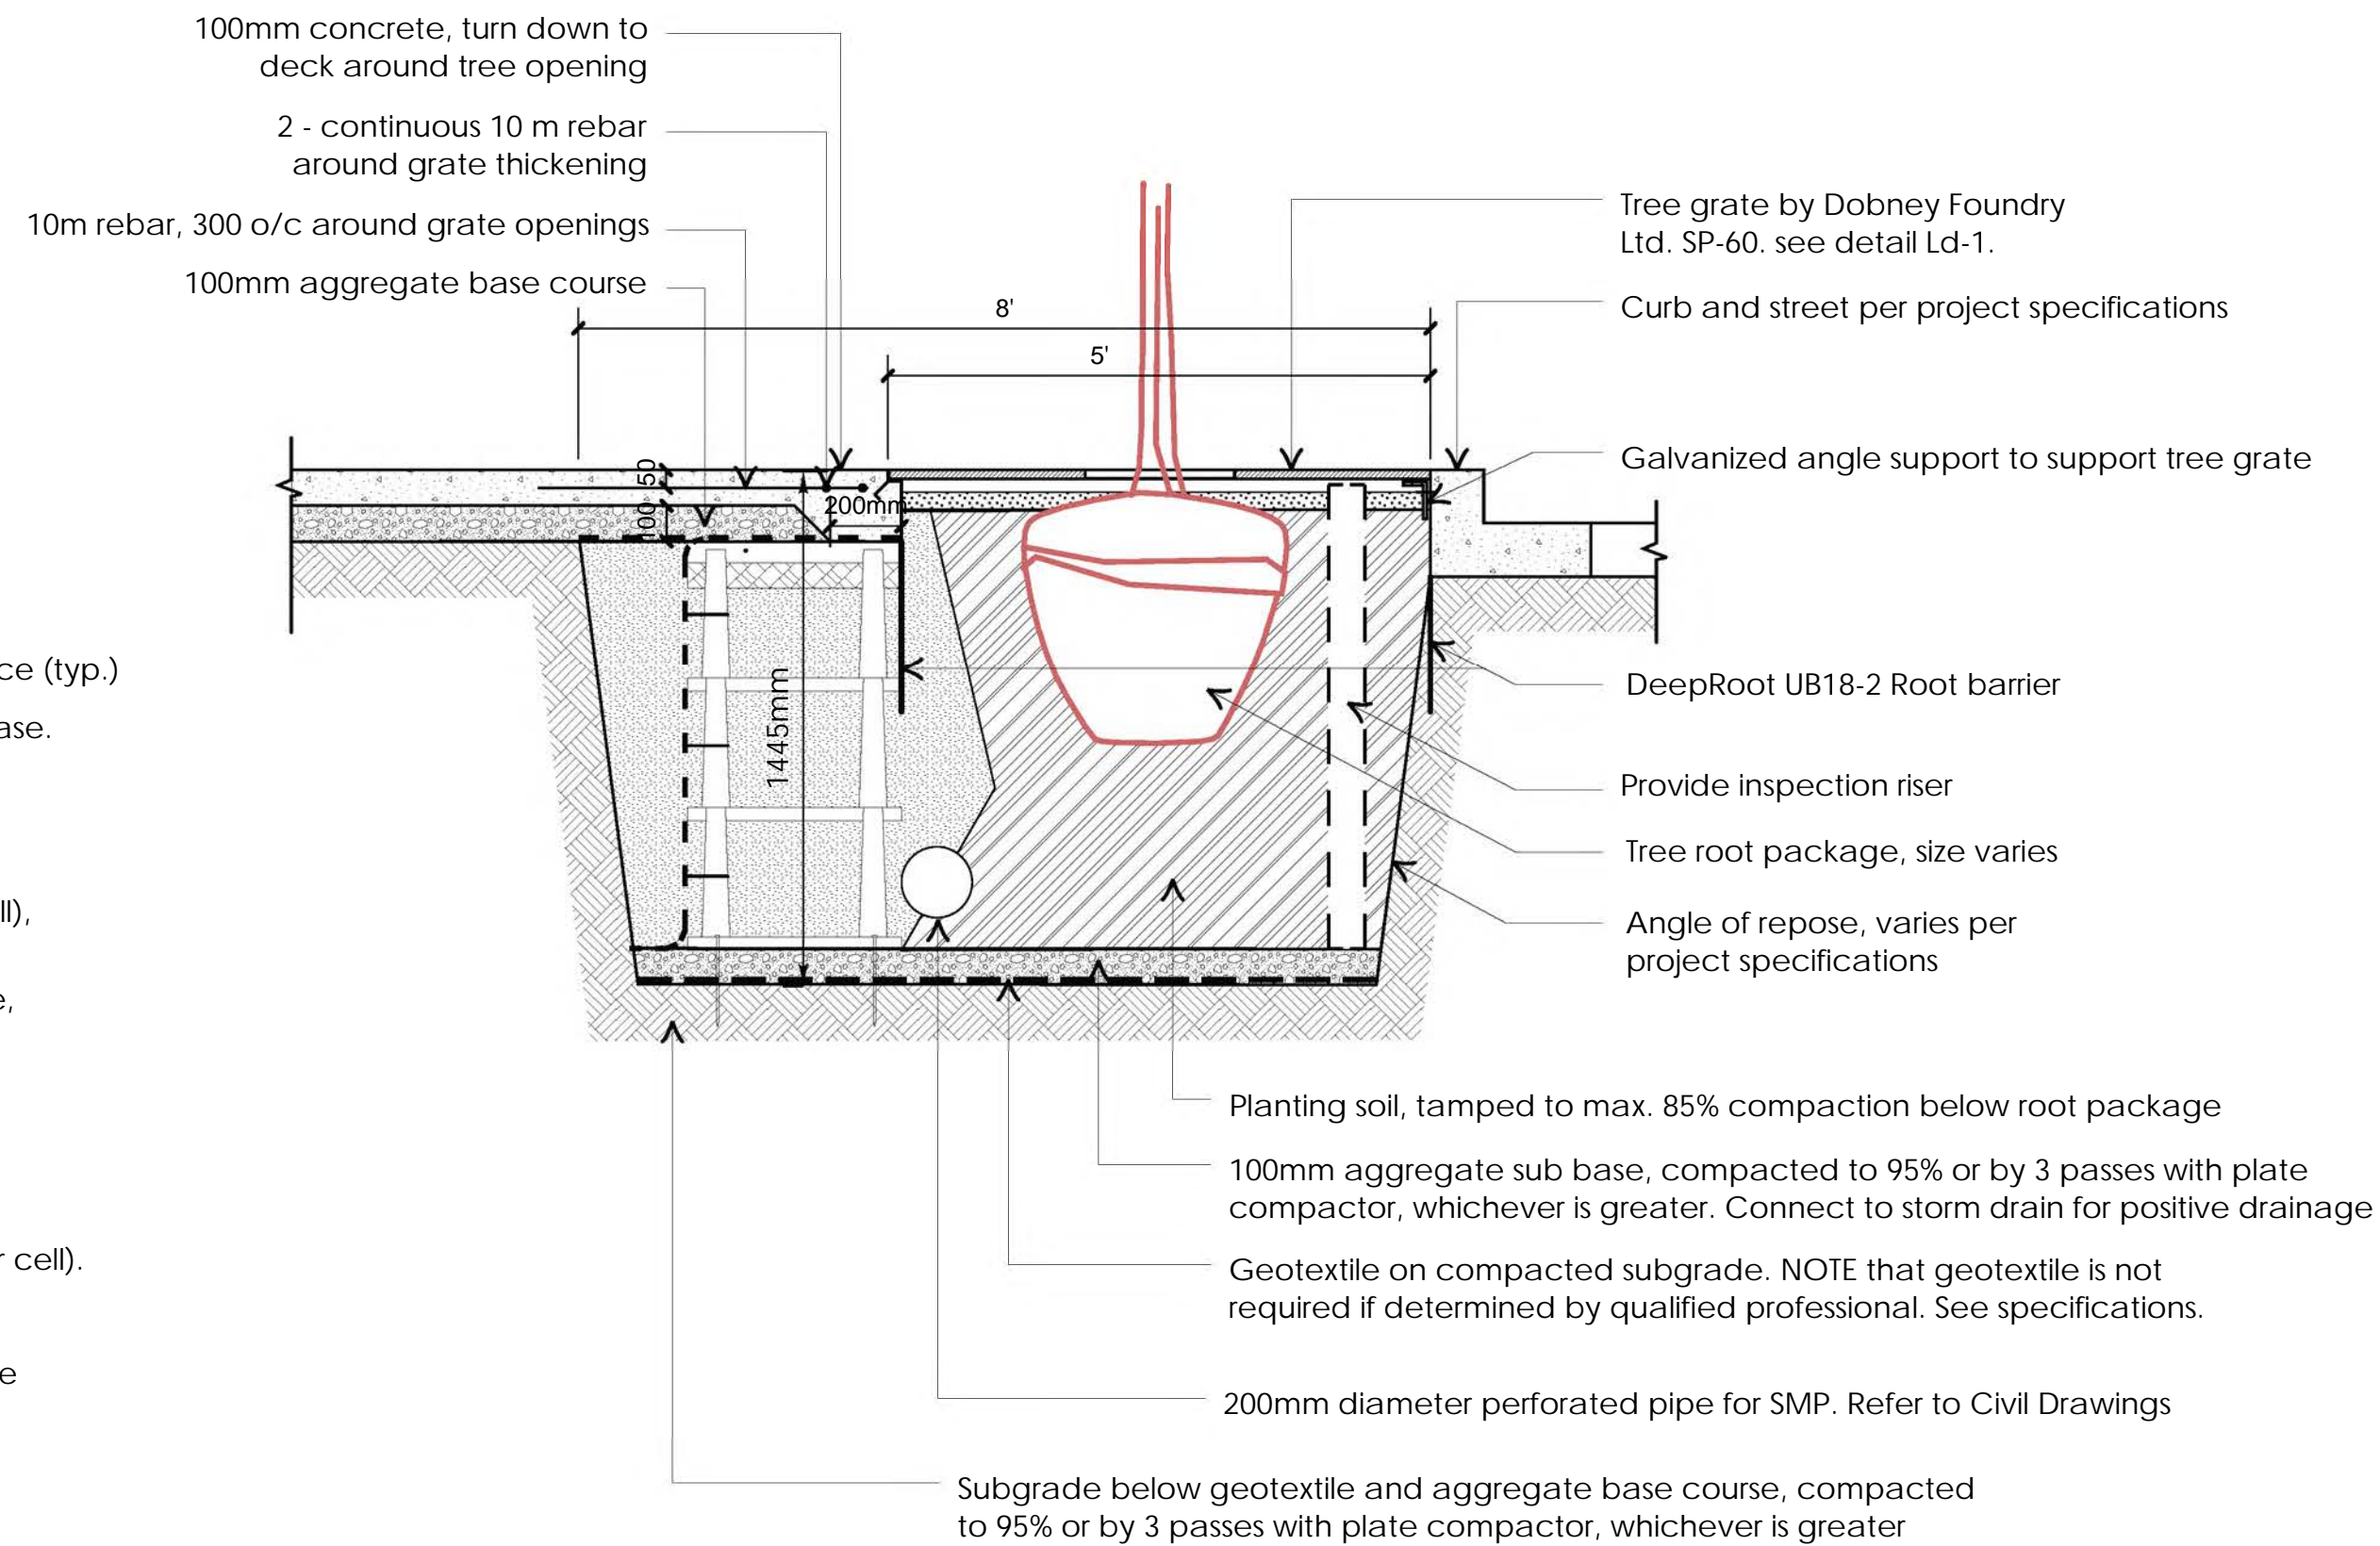 100mm concrete, turn down to
deck around tree opening
2 - continuous 10 m rebar
around grate thickening
10m rebar, 300 o/c around grate openings
100mm aggregate base course
8'
5'
Tree grate by Dobney Foundry
Ltd. SP-60. see detail Ld-1.
Curb and street per project specifications
Galvanized angle support to support tree grate
50
100
200mm
1445mm
(typ.)
DeepRoot UB18-2 Root barrier
Provide inspection riser
Tree root package, size varies
Angle of repose, varies per
project specifications
cell).
Planting soil, tamped to max. 85% compaction below root package
100mm aggregate sub base, compacted to 95% or by 3 passes with plate
compactor, whichever is greater. Connect to storm drain for positive drainage
Geotextile on compacted subgrade. NOTE that geotextile is not
required if determined by qualified professional. See specifications.
200mm diameter perforated pipe for SMP. Refer to Civil Drawings
Subgrade below geotextile and aggregate base course, compacted
to 95% or by 3 passes with plate compactor, whichever is greater